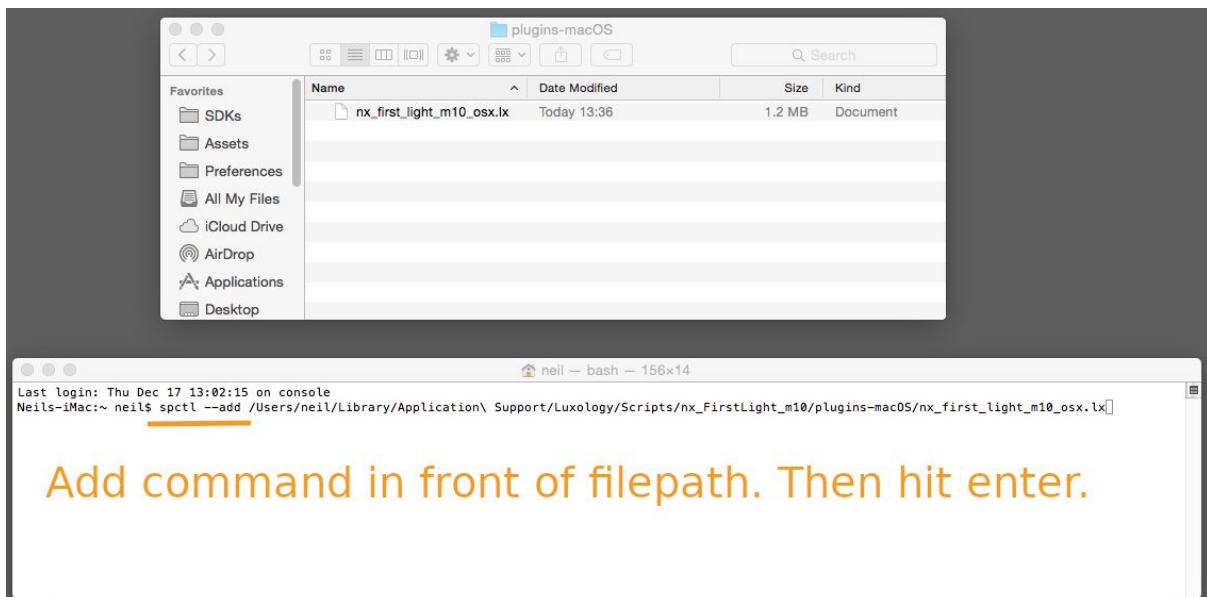 plugins-macOS
Search
Favorites
Name
Date Modified
Size
Kind
SDKs
nx_first_light_m10_osx.lx
Today 13:36
1.2 MB
Document
Assets
Preferences
All My Files
iCloud Drive
AirDrop
Applications
Desktop
neil — bash — 156×14
Last login: Thu Dec 17 13:02:15 on console
Neils-iMac:~ neil$ spctl --add /Users/neil/Library/Application\ Support/Luxology/Scripts/nx_FirstLight_m10/plugins-macOS/nx_first_light_m10_osx.lx
Add command in front of filepath. Then hit enter.